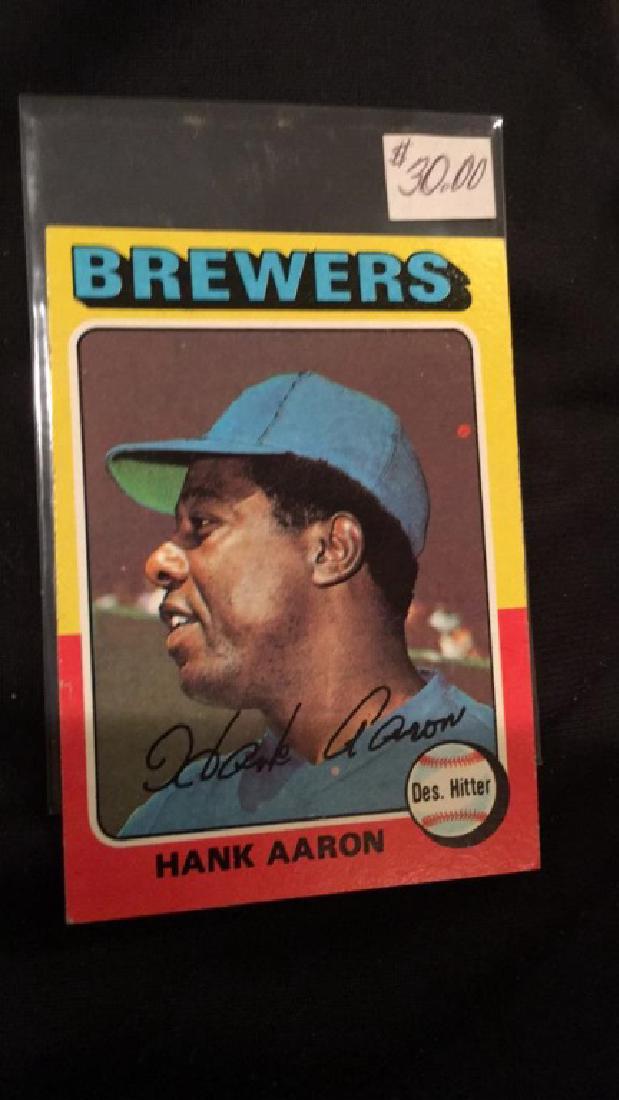 $30.00
BREWERS
Hank Aaron
Des. Hitter
HANK AARON